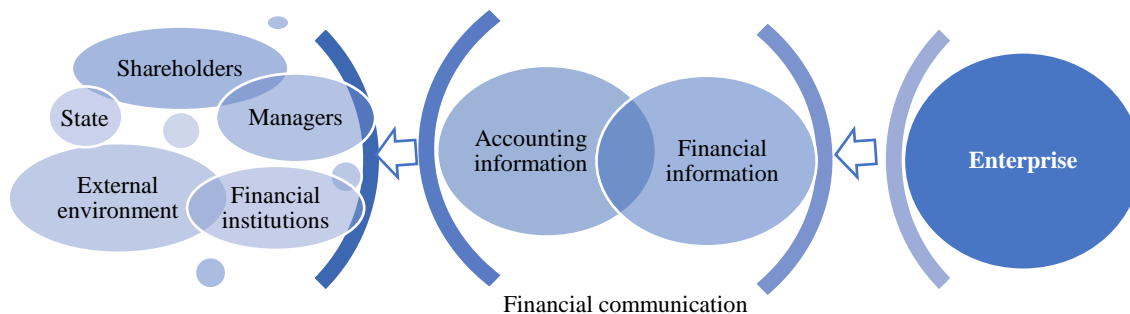 Shareholders
State
Managers
External
environment
Financial
institutions
Accounting
information
Financial
information
Enterprise
Financial communication